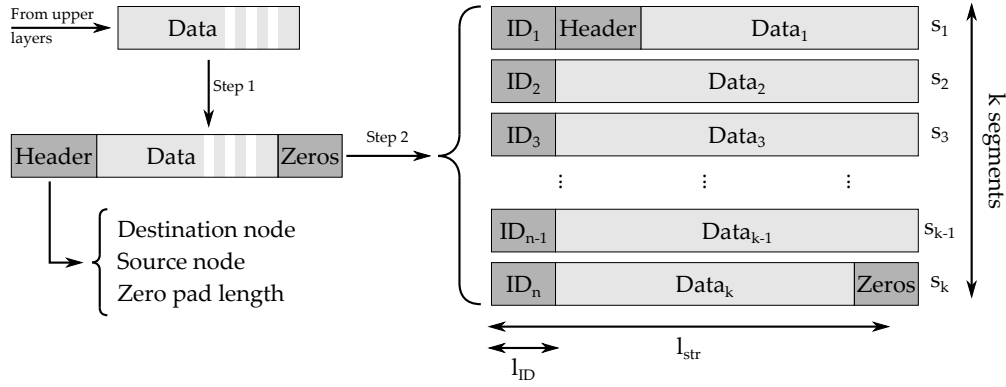 From upper
layers
Data
Step 1
Header Data Zeros
Step 2
Destination node
Source node
Zero pad length
ID₁ Header Data₁ s₁
ID₂ Data₂ s₂
ID₃ Data₃ s₃
⋮ ⋮ ⋮
IDₙ₋₁ Dataₖ₋₁ sₖ₋₁
IDₙ Dataₖ Zeros sₖ
k segments
l_str
l_ID